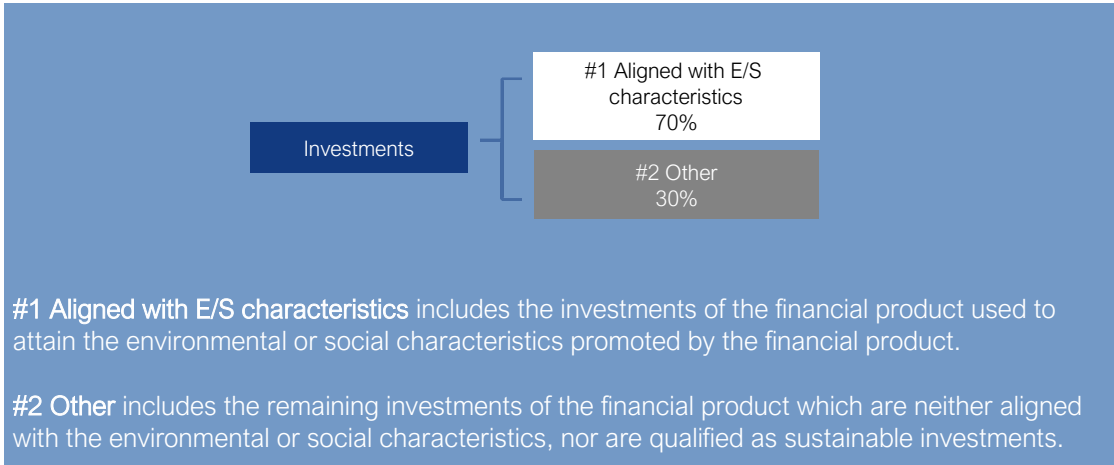 #1 Aligned with E/S
characteristics
70%
Investments
#2 Other
30%
#1 Aligned with E/S characteristics includes the investments of the financial product used to
attain the environmental or social characteristics promoted by the financial product.
#2 Other includes the remaining investments of the financial product which are neither aligned
with the environmental or social characteristics, nor are qualified as sustainable investments.